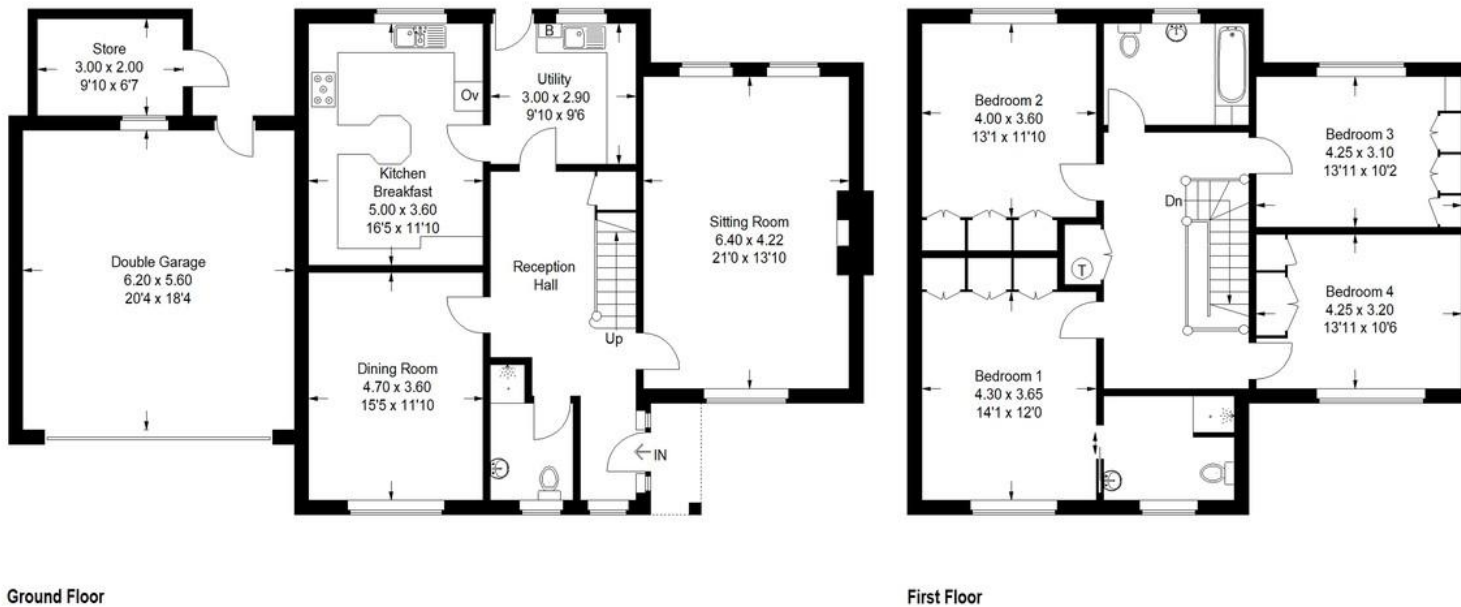 Store
3.00 x 2.00
9'10 x 6'7
Double Garage
6.20 x 5.60
20'4 x 18'4
Kitchen
Breakfast
5.00 x 3.60
16'5 x 11'10
Ov
B
Utility
3.00 x 2.90
9'10 x 9'6
Dining Room
4.70 x 3.60
15'5 x 11'10
Reception
Hall
Up
IN
Sitting Room
6.40 x 4.22
21'0 x 13'10
Ground Floor
Bedroom 2
4.00 x 3.60
13'1 x 11'10
Bedroom 3
4.25 x 3.10
13'11 x 10'2
Dn
T
Bedroom 1
4.30 x 3.65
14'1 x 12'0
Bedroom 4
4.25 x 3.20
13'11 x 10'6
First Floor